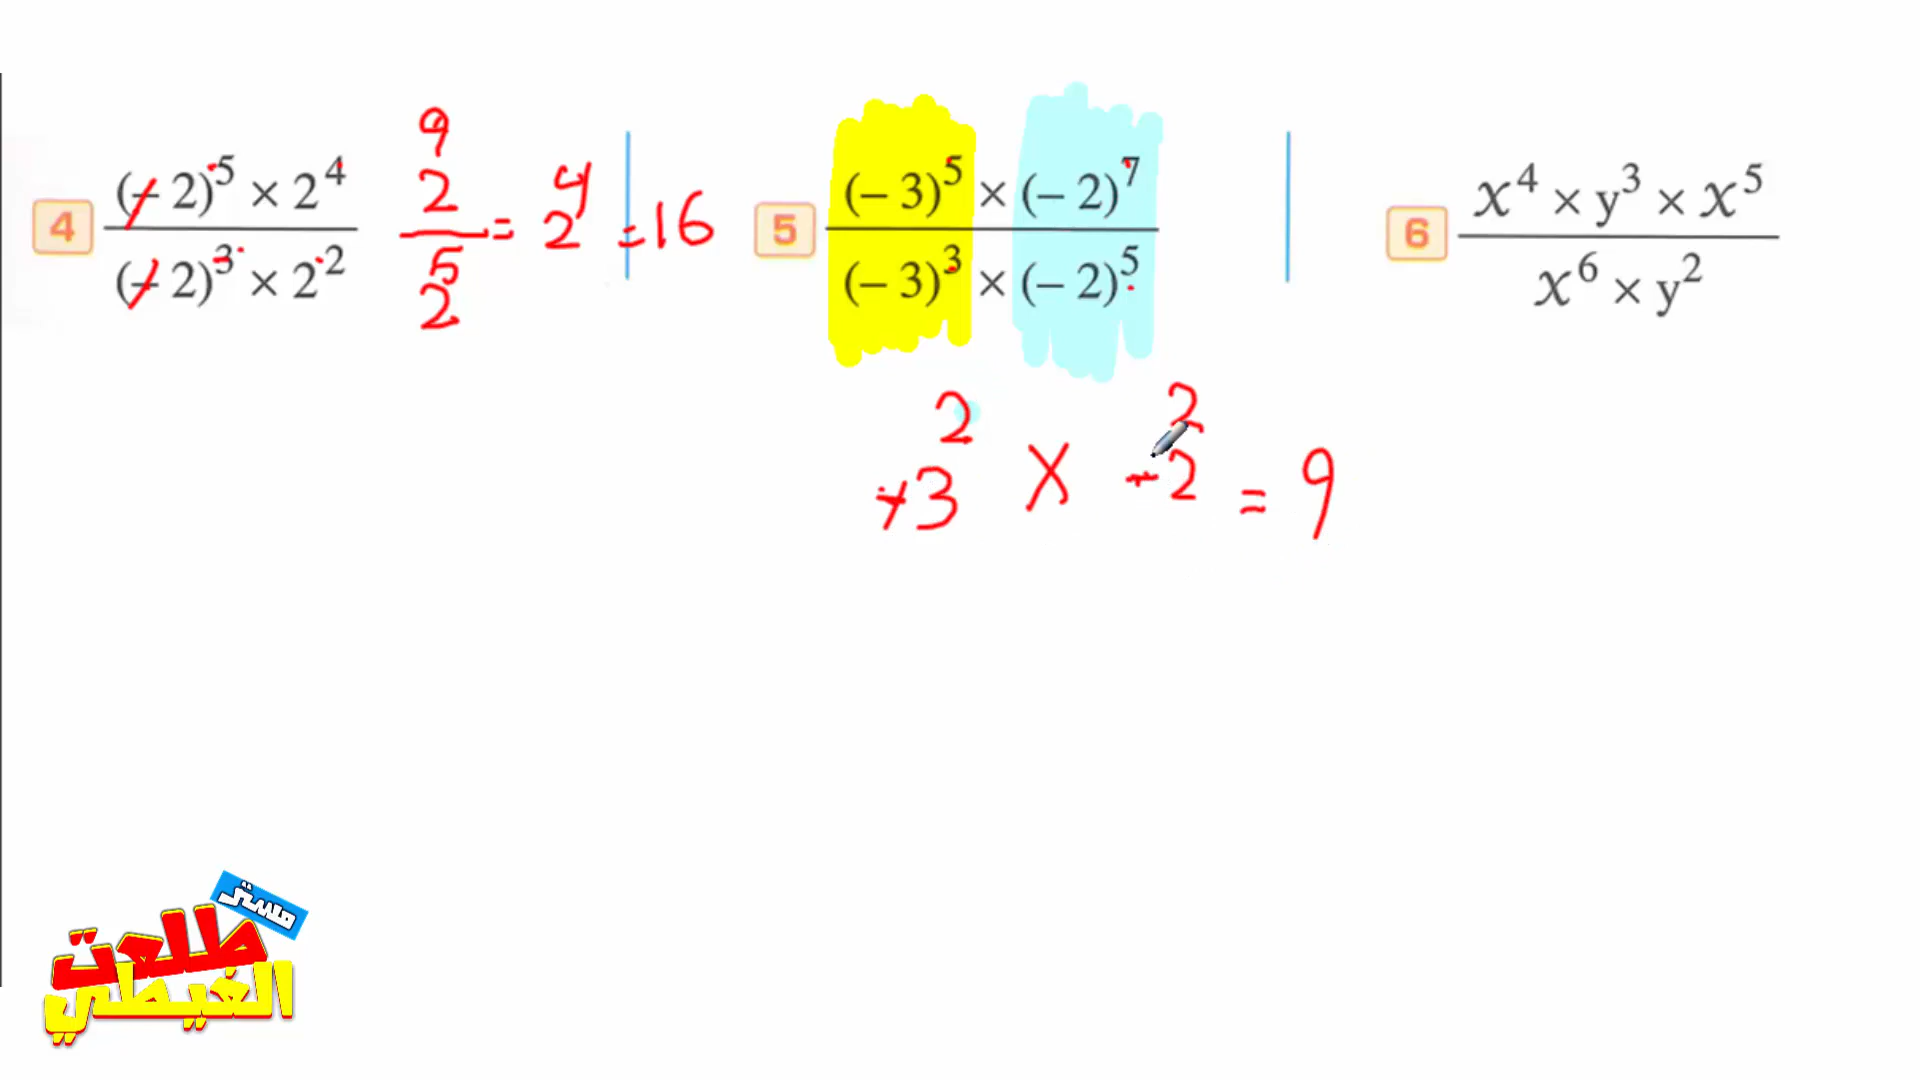 4 (-2)^5 × 2^4 / (-2)^3 × 2^2 2^9 / 2^5 = 2^4 = 16
5 (-3)^5 × (-2)^7 / (-3)^3 × (-2)^5
+3^2 × +2^2 = 9
6 x^4 × y^3 × x^5 / x^6 × y^2
مستر
طلعت
الغيطي